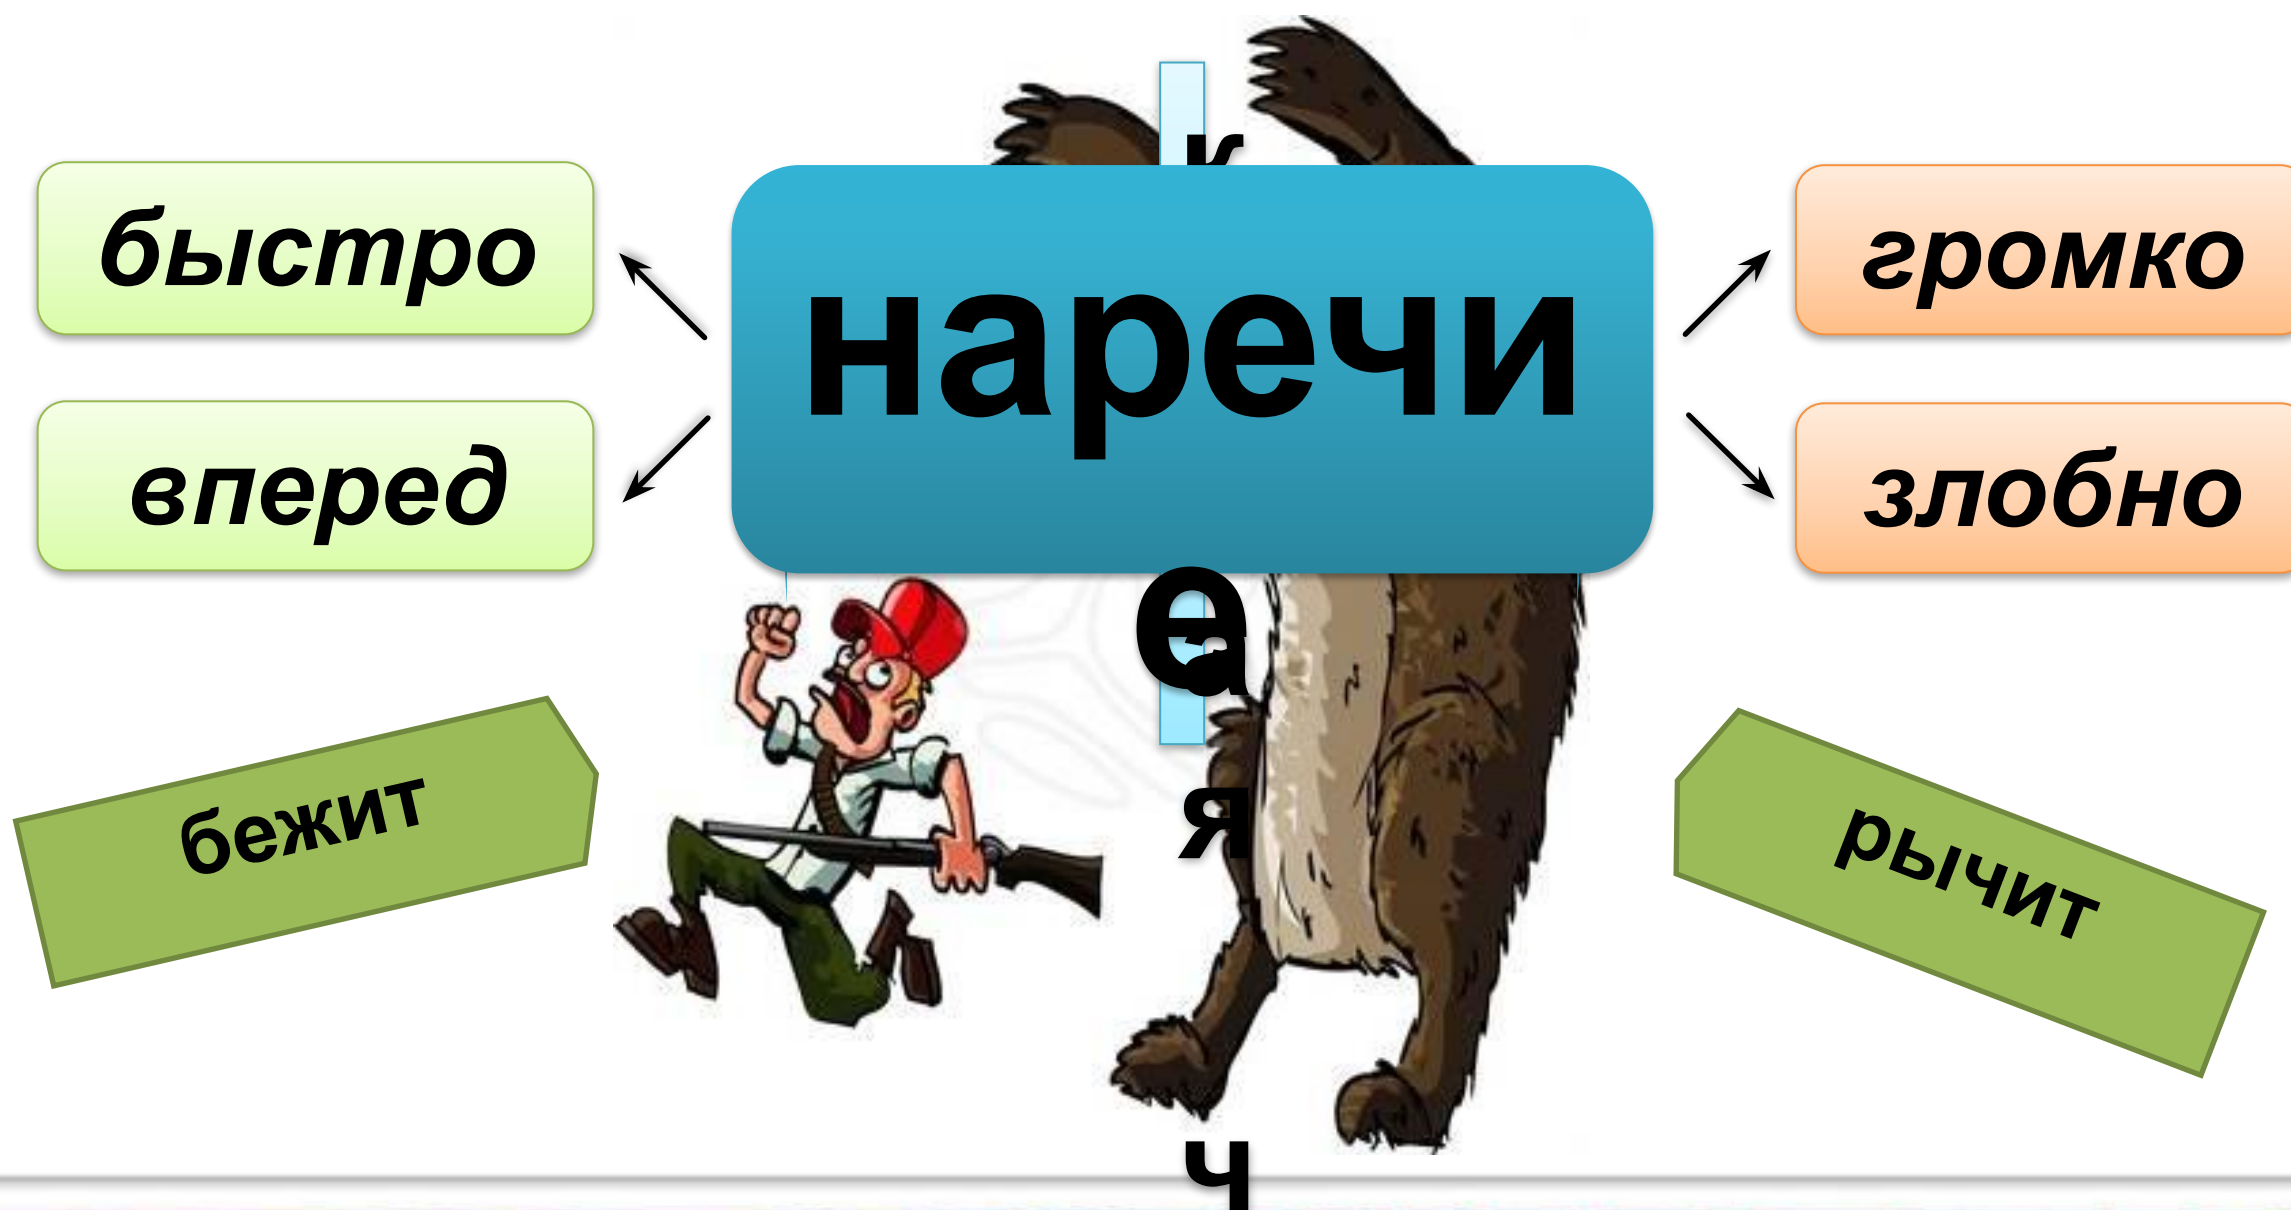 быстро
вперед
наречи
е
громко
злобно
бежит
рычит